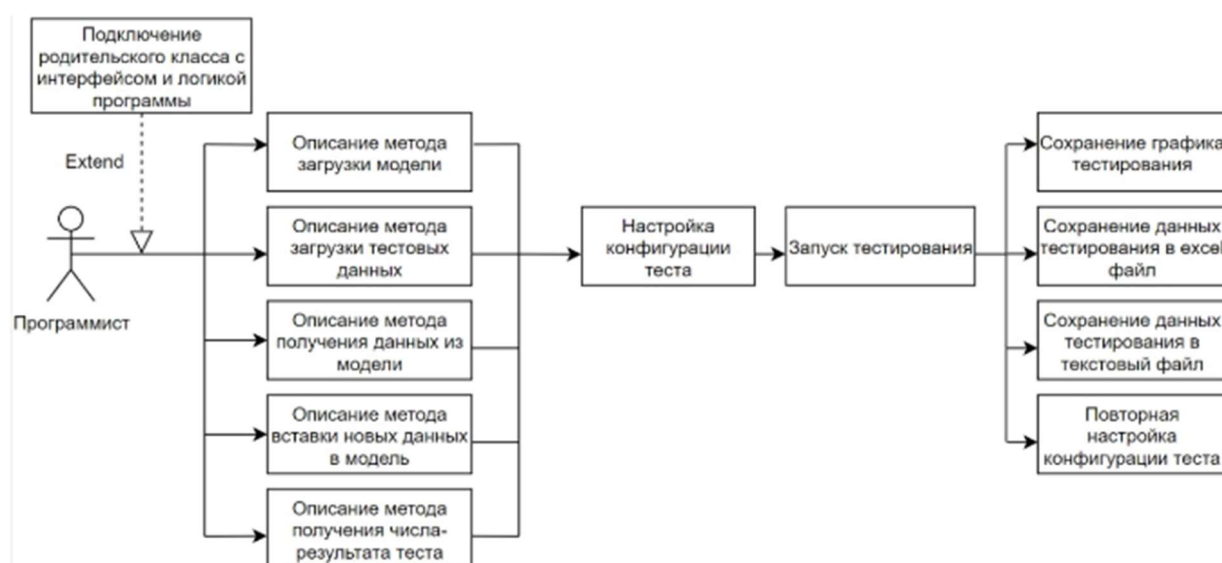 Подключение
родительского класса с
интерфейсом и логикой
программы
Extend
Программист
Описание метода
загрузки модели
Описание метода
загрузки тестовых
данных
Описание метода
получения данных из
модели
Описание метода
вставки новых данных
в модель
Описание метода
получения числа-
результата теста
Настройка
конфигурации
теста
Запуск тестирования
Сохранение графика
тестирования
Сохранение данных
тестирования в excel
файл
Сохранение данных
тестирования в
текстовый файл
Повторная
настройка
конфигурации теста